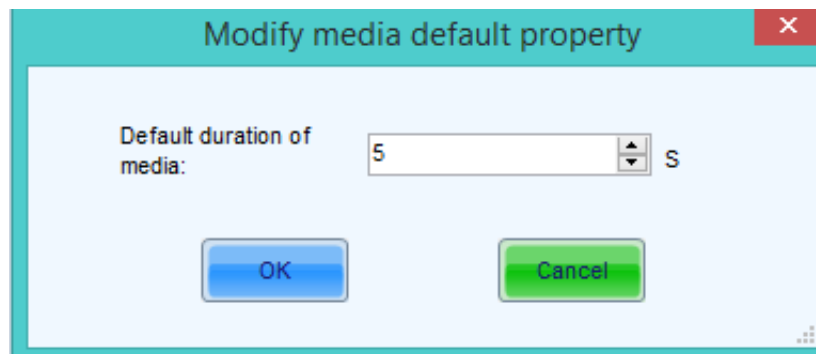 Modify media default property
Default duration of
media:
5
S
OK
Cancel